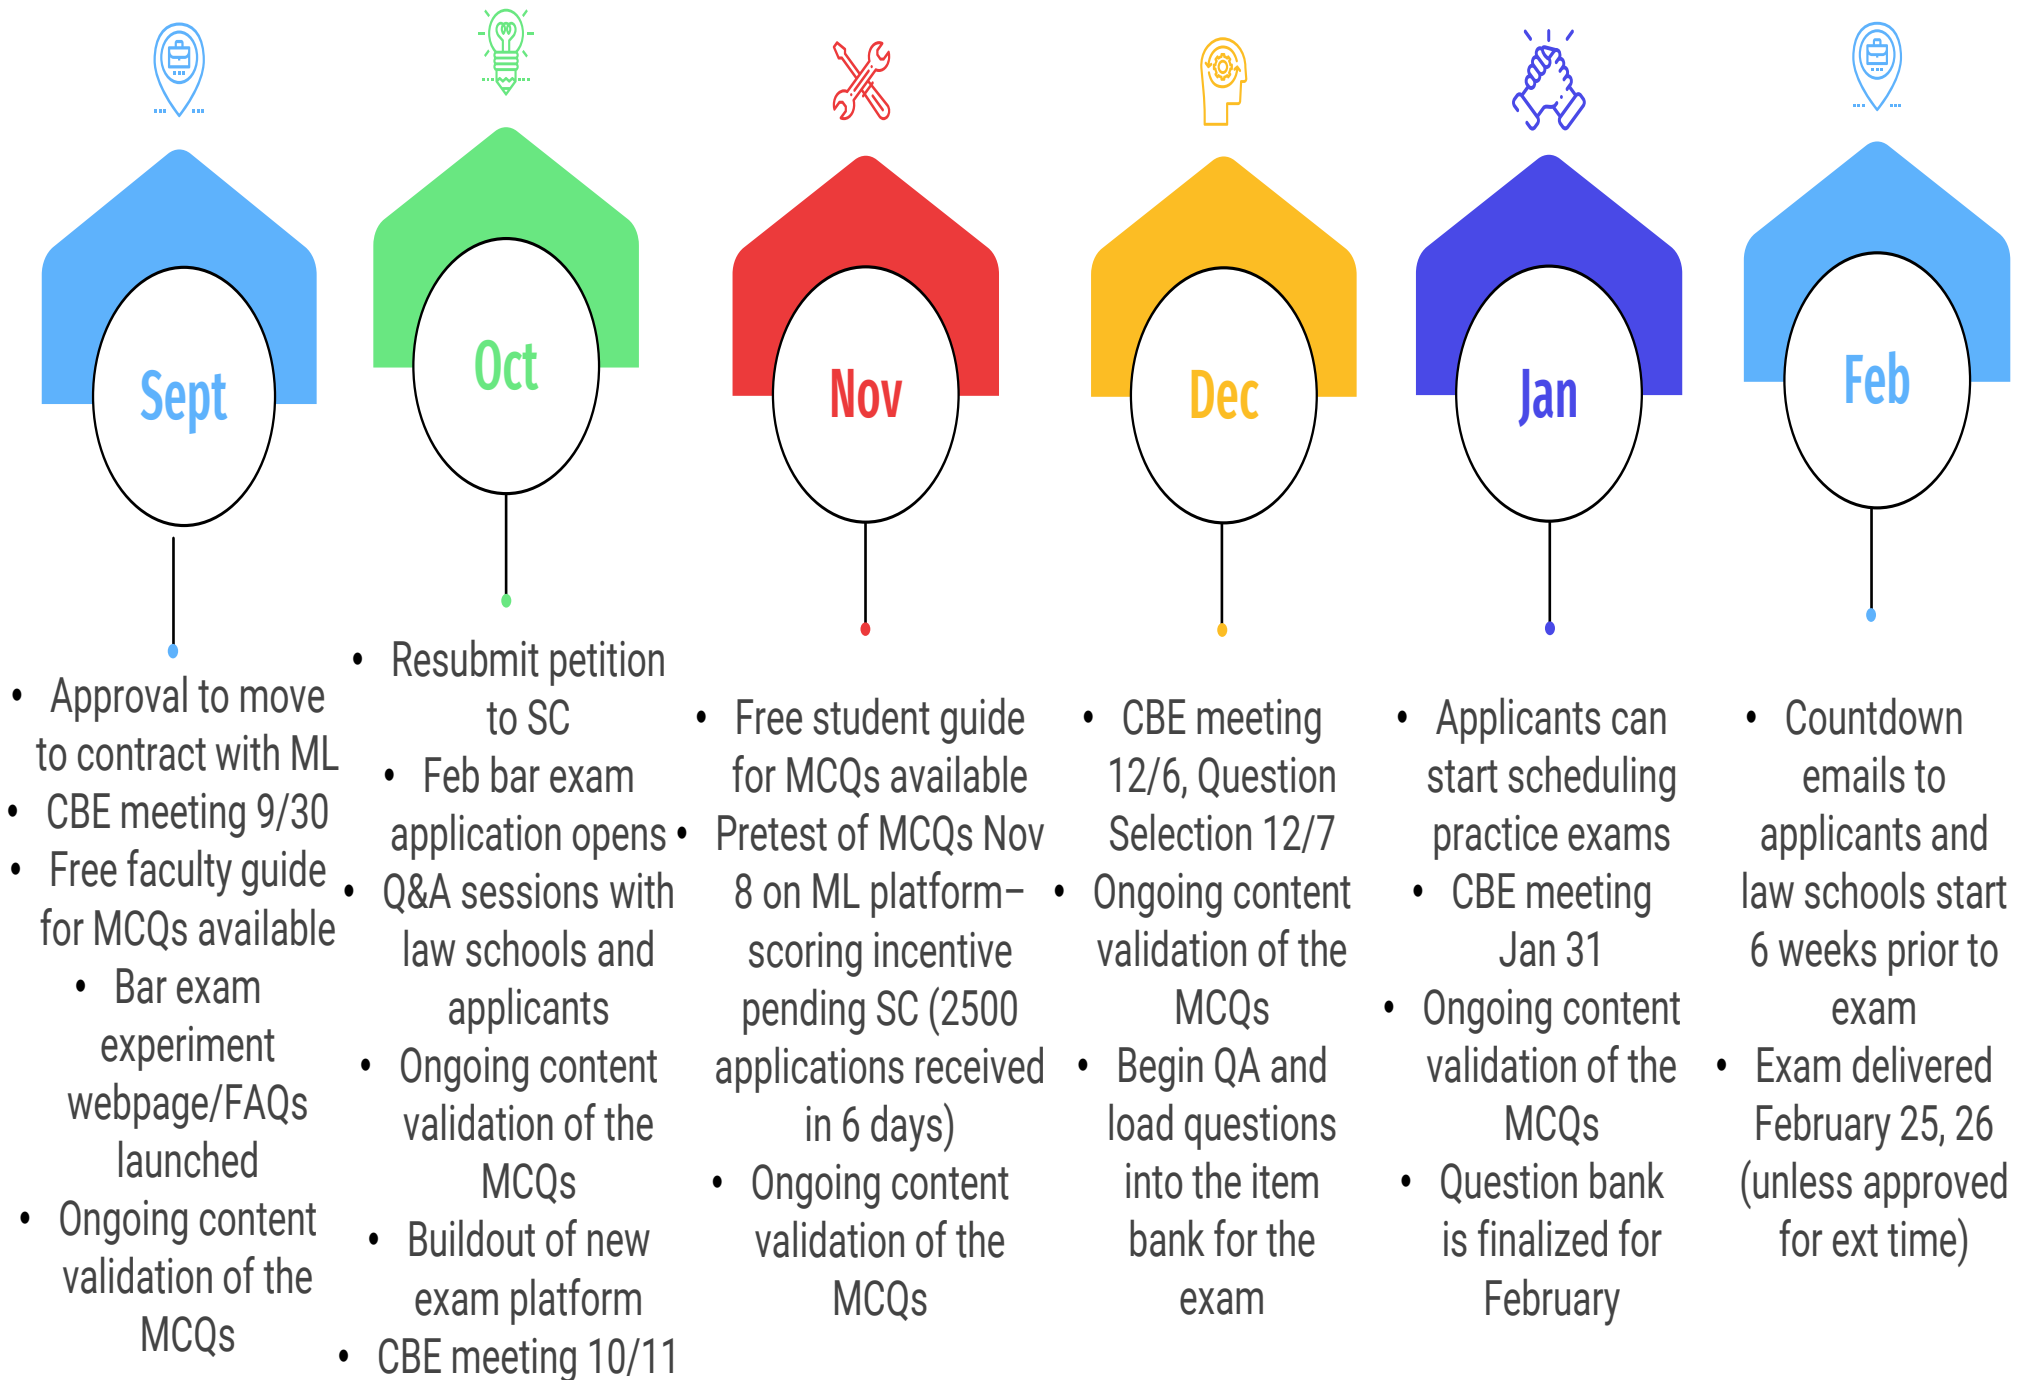 Sept
• Approval to move
to contract with ML
• CBE meeting 9/30
• Free faculty guide
for MCQs available
• Bar exam
experiment
webpage/FAQs
launched
• Ongoing content
validation of the
MCQs
Oct
• Resubmit petition
to SC
• Feb bar exam
application opens
• Q&A sessions with
law schools and
applicants
• Ongoing content
validation of the
MCQs
• Buildout of new
exam platform
• CBE meeting 10/11
Nov
• Free student guide
for MCQs available
• Pretest of MCQs Nov
8 on ML platform–
scoring incentive
pending SC (2500
applications received
in 6 days)
• Ongoing content
validation of the
MCQs
Dec
• CBE meeting
12/6, Question
Selection 12/7
• Ongoing content
validation of the
MCQs
• Begin QA and
load questions
into the item
bank for the
exam
Jan
• Applicants can
start scheduling
practice exams
• CBE meeting
Jan 31
• Ongoing content
validation of the
MCQs
• Question bank
is finalized for
February
Feb
• Countdown
emails to
applicants and
law schools start
6 weeks prior to
exam
• Exam delivered
February 25, 26
(unless approved
for ext time)